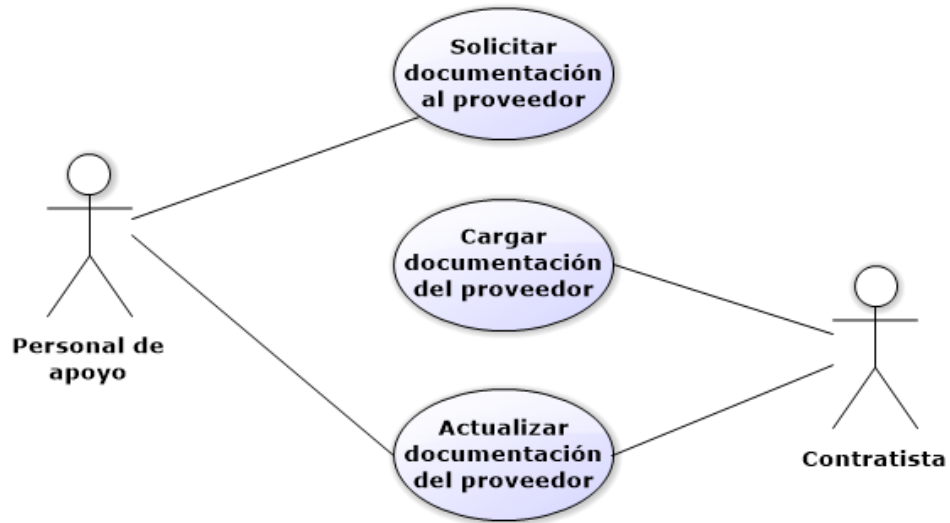 Solicitar
documentación
al proveedor
Cargar
documentación
del proveedor
Personal de
apoyo
Actualizar
documentación
del proveedor
Contratista